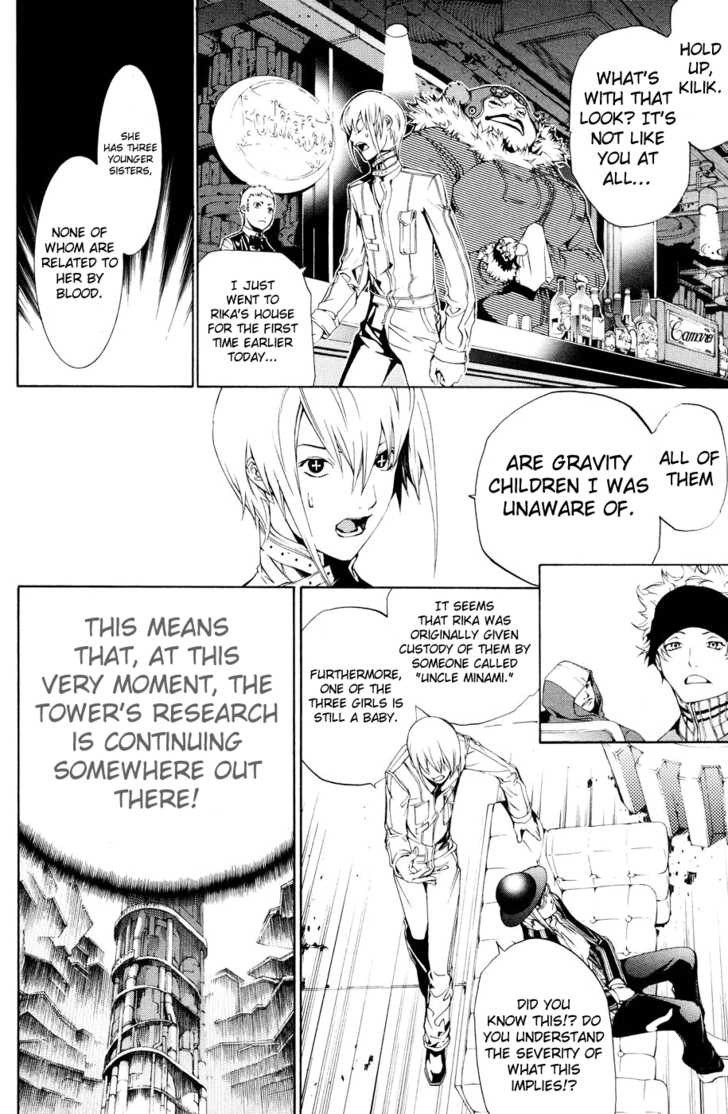 HOLD
UP,
KILIK.
WHAT'S
WITH THAT
LOOK? IT'S
NOT LIKE
YOU AT
ALL...
I JUST
WENT TO
RIKA'S HOUSE
FOR THE FIRST
TIME EARLIER
TODAY...
Camare
SHE
HAS THREE
YOUNGER
SISTERS,
NONE OF
WHOM ARE
RELATED TO
HER BY
BLOOD.
ALL OF
THEM
ARE GRAVITY
CHILDREN I WAS
UNAWARE OF.
IT SEEMS
THAT RIKA WAS
ORIGINALLY GIVEN
CUSTODY OF THEM BY
SOMEONE CALLED
"UNCLE MINAMI."
FURTHERMORE,
ONE OF THE
THREE GIRLS IS
STILL A BABY.
DID YOU
KNOW THIS!? DO
YOU UNDERSTAND
THE SEVERITY OF
WHAT THIS
IMPLIES!?
THIS MEANS
THAT, AT THIS
VERY MOMENT, THE
TOWER'S RESEARCH
IS CONTINUING
SOMEWHERE OUT
THERE!